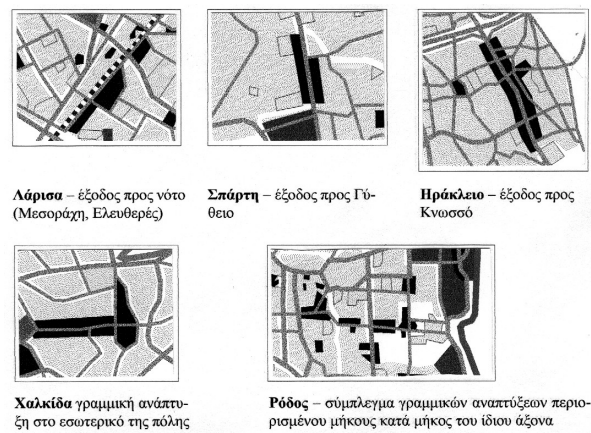 Λάρισα – έξοδος προς νότο
(Μεσοράχη, Ελευθερές)
Σπάρτη – έξοδος προς Γύ-
θειο
Ηράκλειο – έξοδος προς
Κνωσσό
Χαλκίδα γραμμική ανάπτυ-
ξη στο εσωτερικό της πόλης
Ρόδος – σύμπλεγμα γραμμικών αναπτύξεων περιο-
ρισμένου μήκους κατά μήκος του ίδιου άξονα